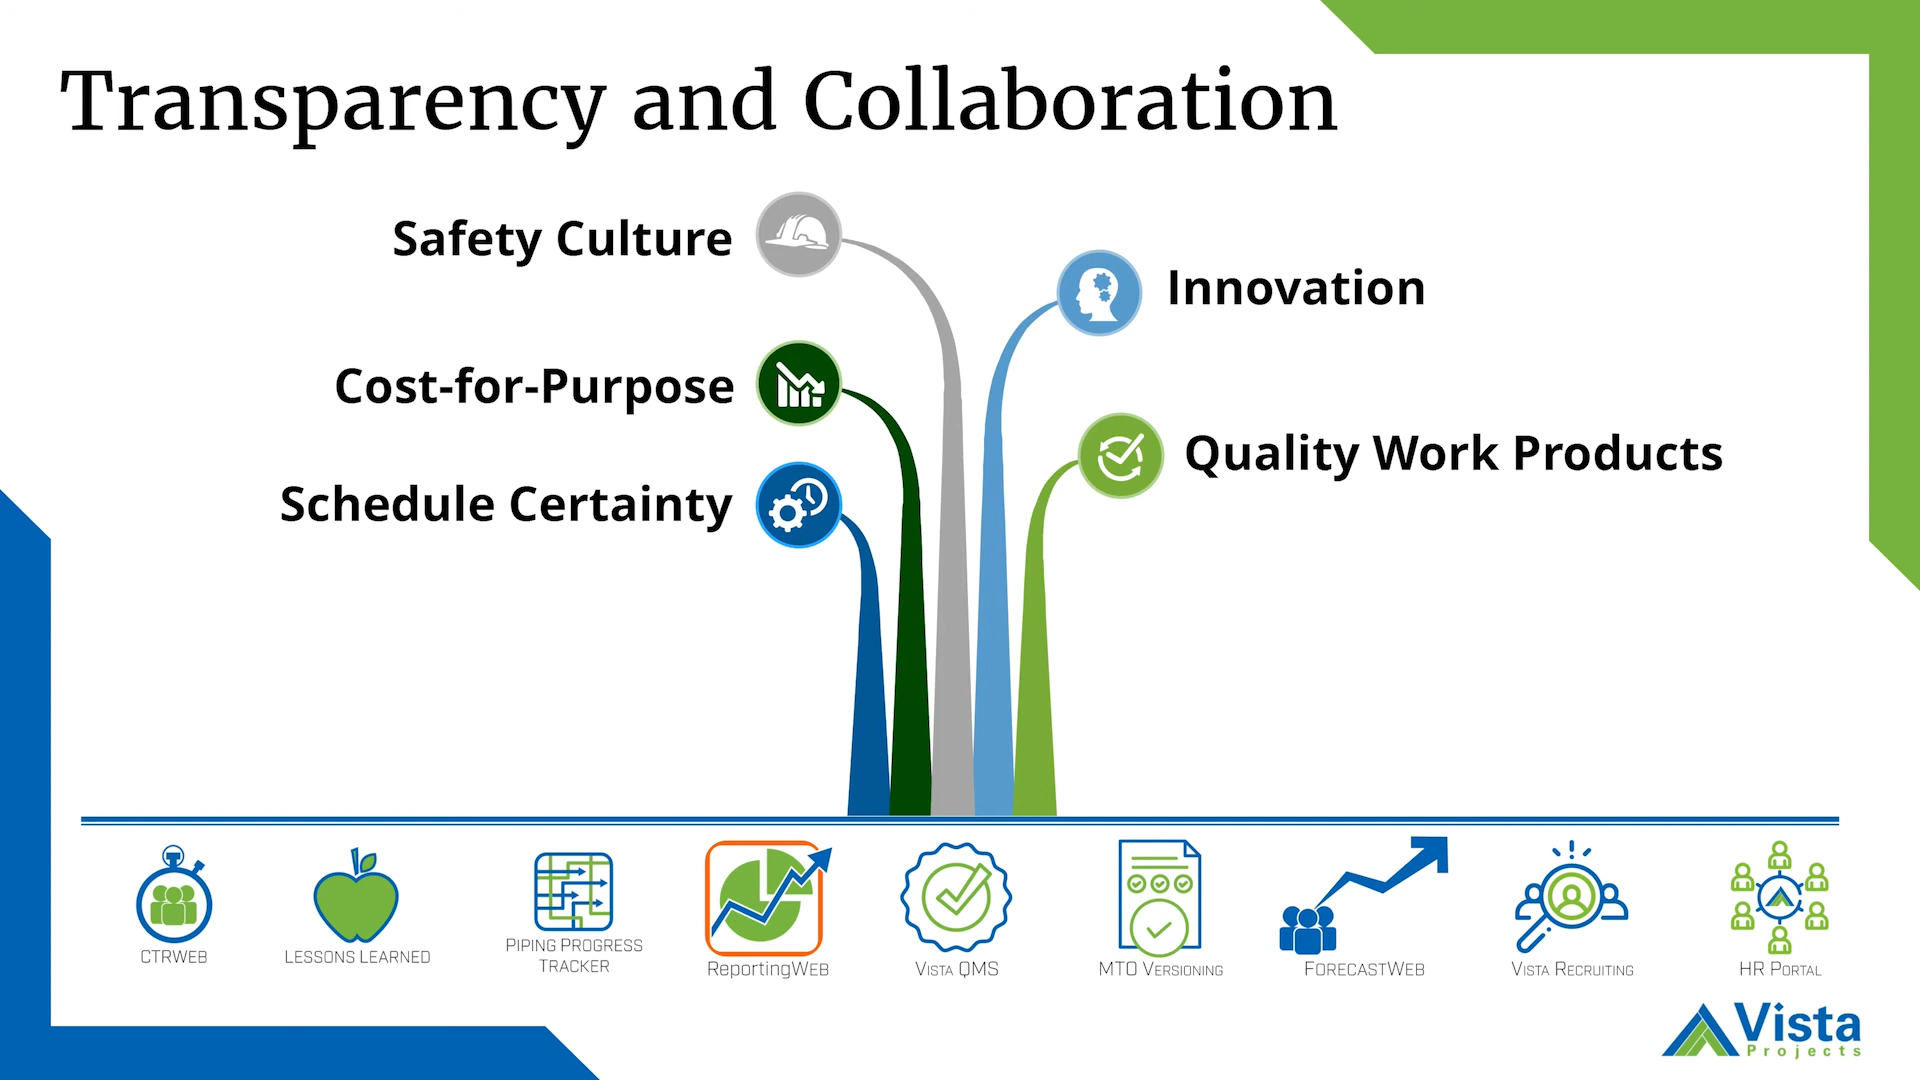 Transparency and Collaboration
Safety Culture
Innovation
Cost-for-Purpose
Quality Work Products
Schedule Certainty
CTRWEB
LESSONS LEARNED
PIPING PROGRESS
TRACKER
ReportingWEB
VISTA QMS
MTO VERSIONING
FORECASTWEB
VISTA RECRUITING
HR PORTAL
Vista
Projects